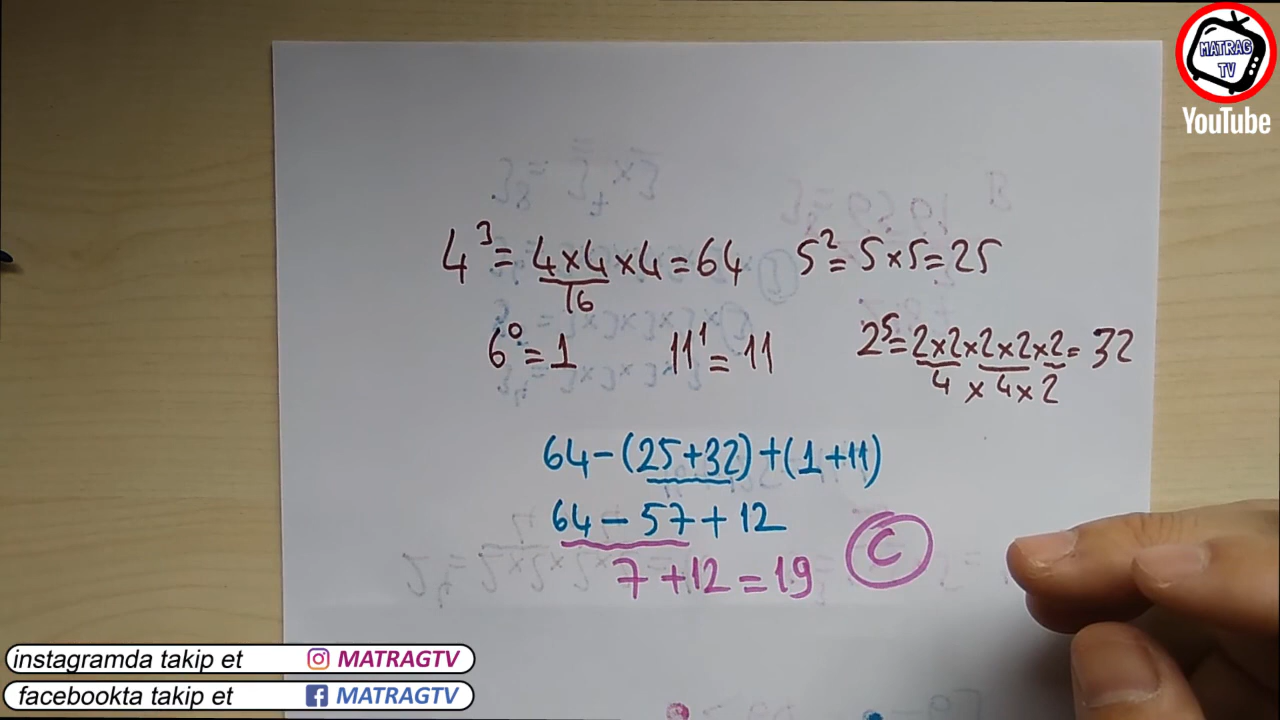 MATRAG
TV
YouTube
4³ = 4×4×4=64 5²=5×5=25
16
6⁰=1 11¹=11 2⁵=2×2×2×2×2=32
4×4×2
64-(25+32)+(1+11)
64-57+12
7+12=19 C
instagramda takip et MATRAGTV
facebookta takip et MATRAGTV